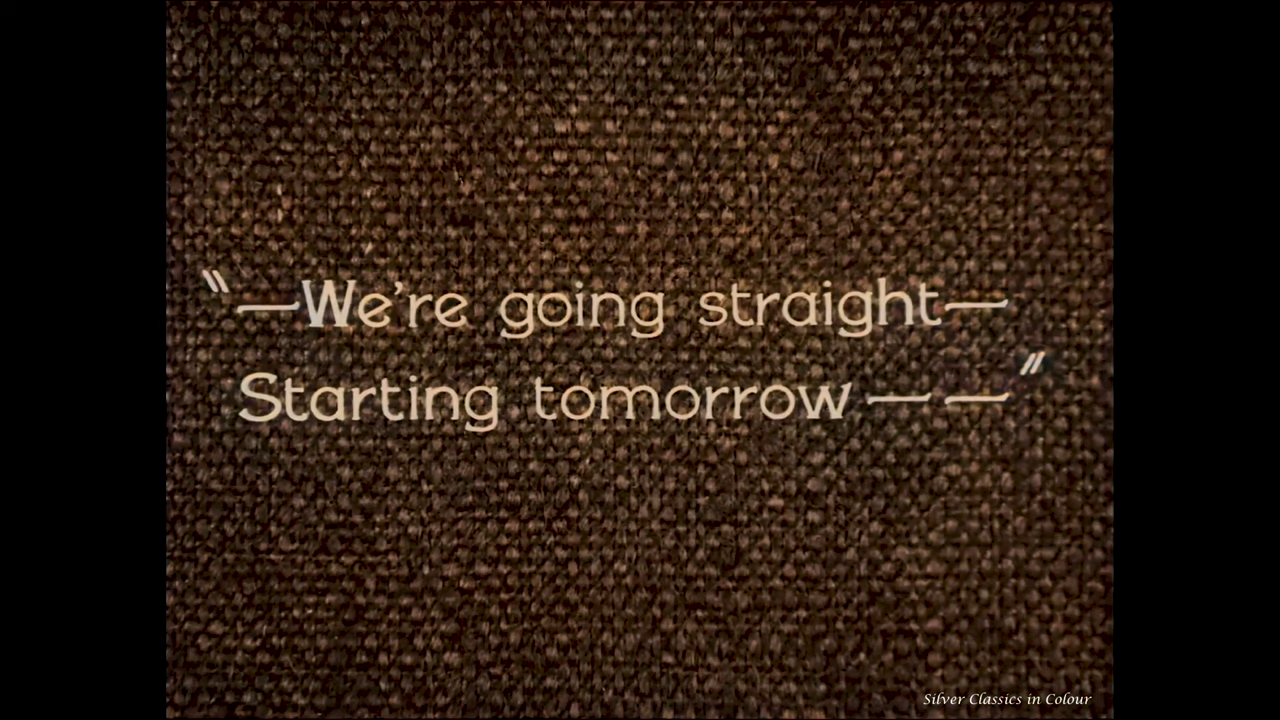 "—We're going straight—
Starting tomorrow — —"
Silver Classics in Colour